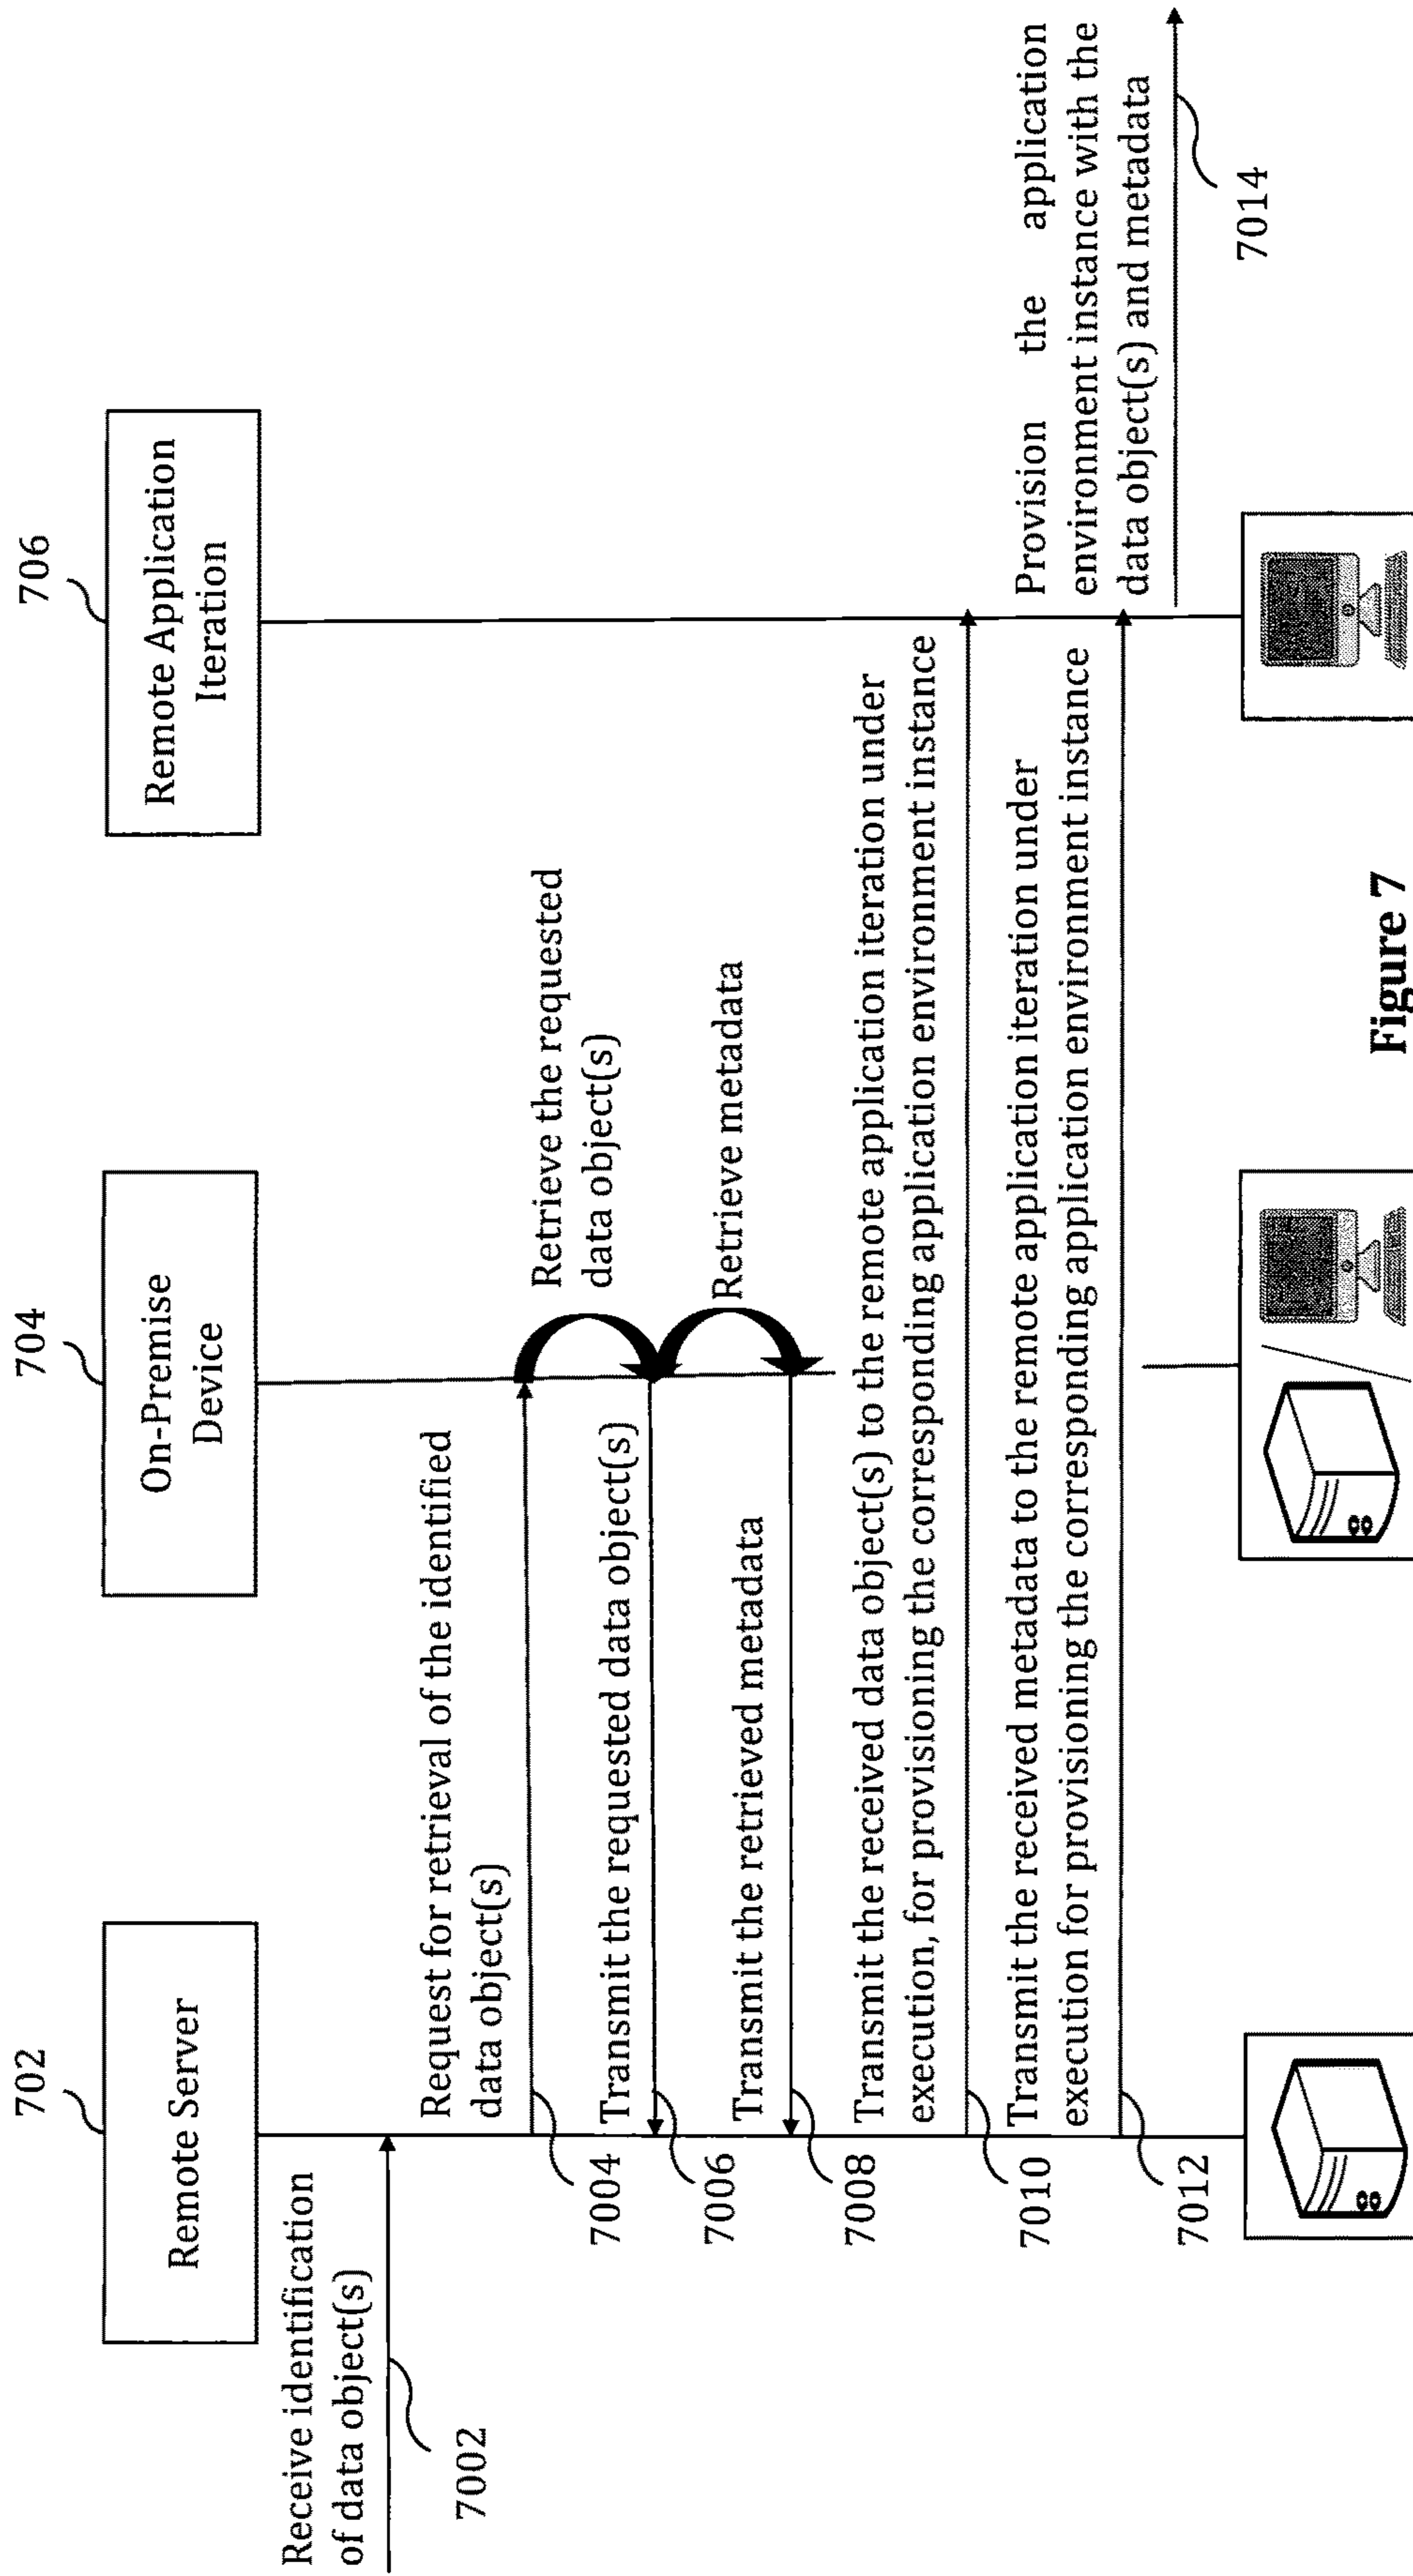 702
704
706
Remote Server
On-Premise
Device
Remote Application
Iteration
Receive identification
of data object(s)
7002
Request for retrieval of the identified
data object(s)
7004
Retrieve the requested
data object(s)
Transmit the requested data object(s)
7006
Retrieve metadata
Transmit the retrieved metadata
7008
Transmit the received data object(s) to the remote application iteration under
execution, for provisioning the corresponding application environment instance
7010
Transmit the received metadata to the remote application iteration under
execution for provisioning the corresponding application environment instance
7012
Provision the application
environment instance with the
data object(s) and metadata
7014
Figure 7